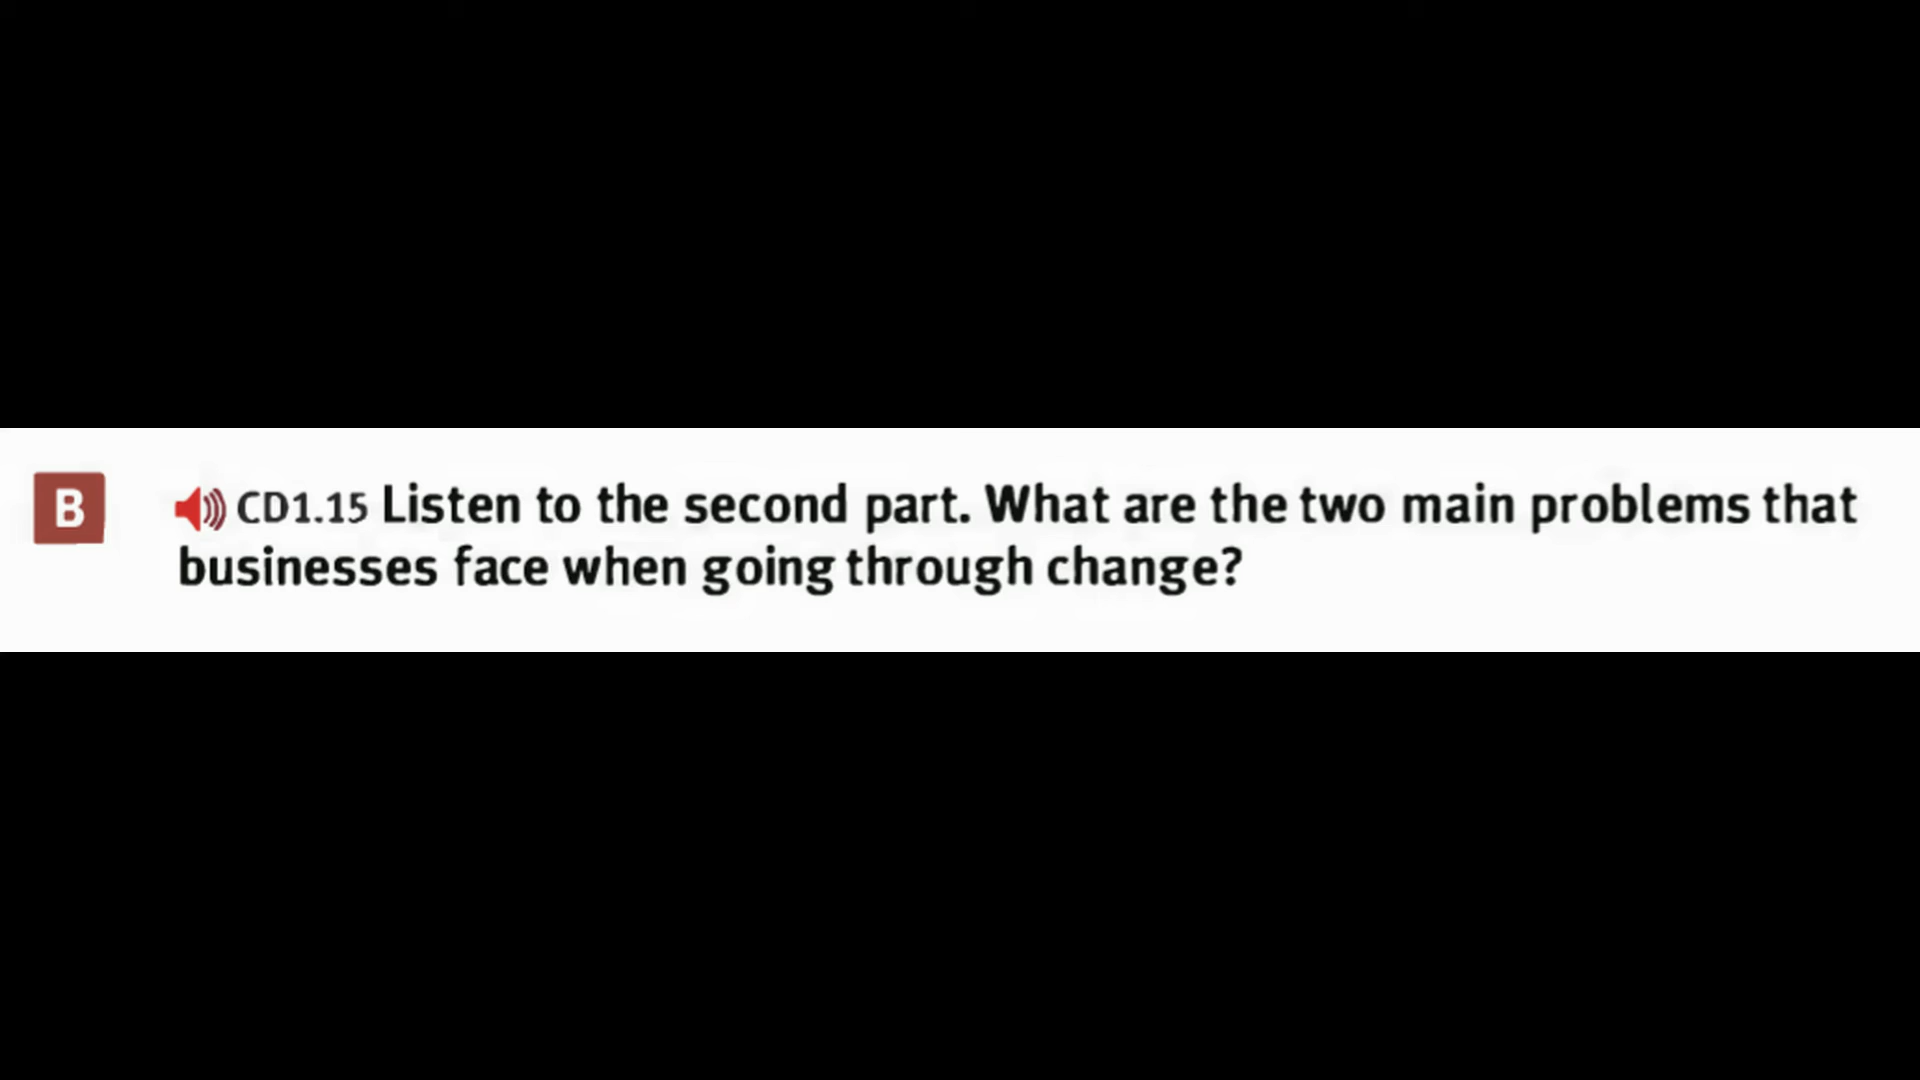 B CD1.15 Listen to the second part. What are the two main problems that
businesses face when going through change?